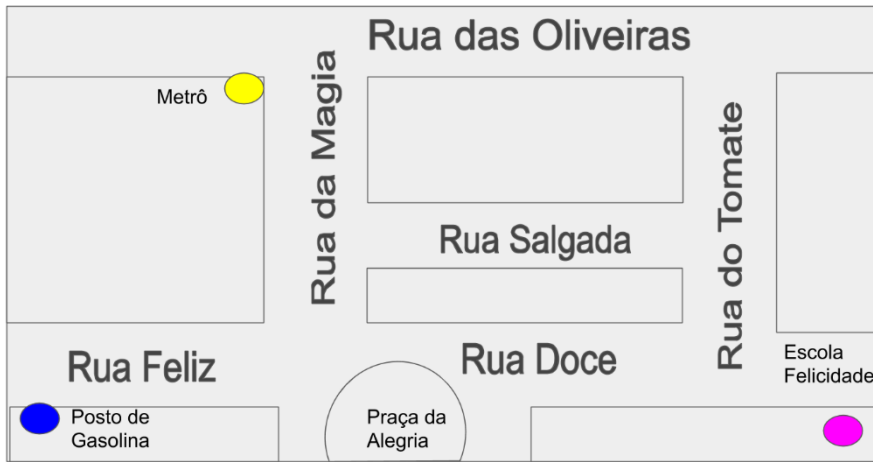 Rua das Oliveiras
Metrô
Rua da Magia
Rua do Tomate
Rua Salgada
Rua Feliz
Rua Doce
Escola
Felicidade
Posto de
Gasolina
Praça da
Alegria